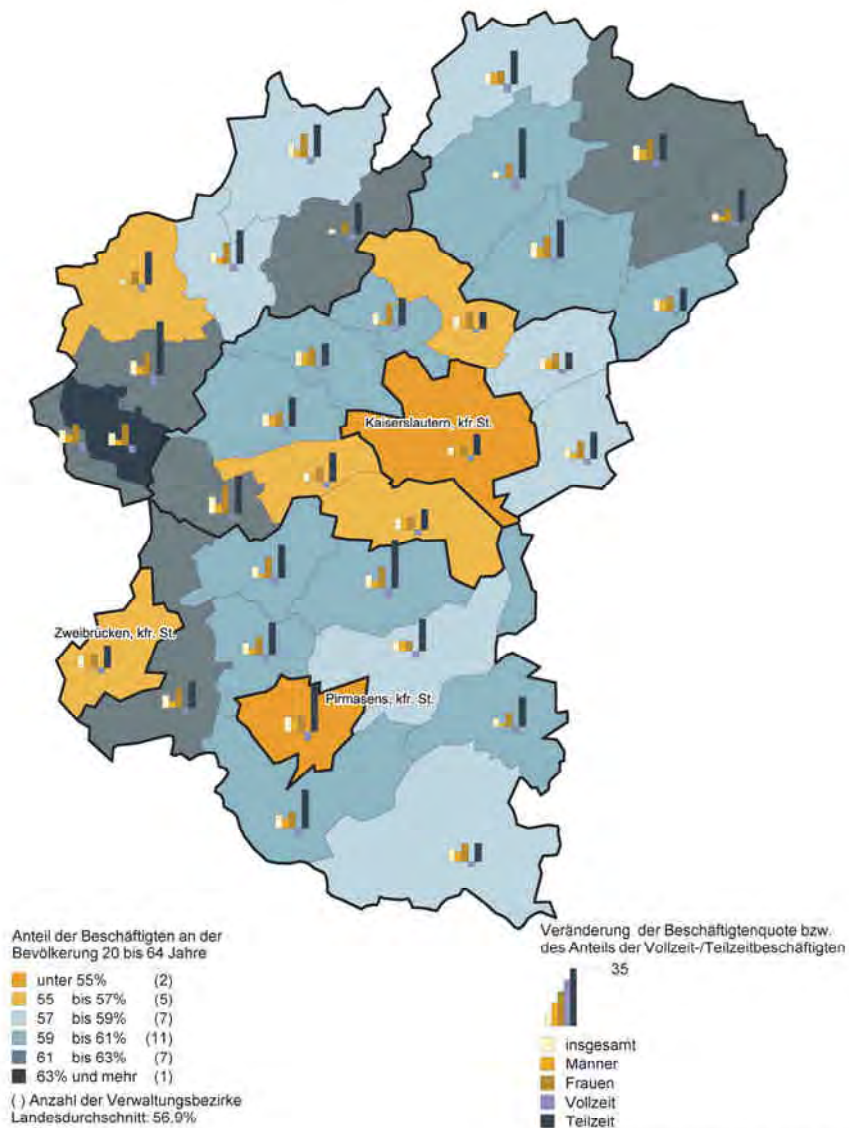 Kaiserslautern, kfr.St.
Zweibrücken, kfr. St.
Pirmasens, kfr. St.
Anteil der Beschäftigten an der
Bevölkerung 20 bis 64 Jahre
unter 55% (2)
55 bis 57% (5)
57 bis 59% (7)
59 bis 61% (11)
61 bis 63% (7)
63% und mehr (1)
( ) Anzahl der Verwaltungsbezirke
Landesdurchschnitt: 56,9%
Veränderung der Beschäftigtenquote bzw.
des Anteils der Vollzeit-/Teilzeitbeschäftigten
35
insgesamt
Männer
Frauen
Vollzeit
Teilzeit